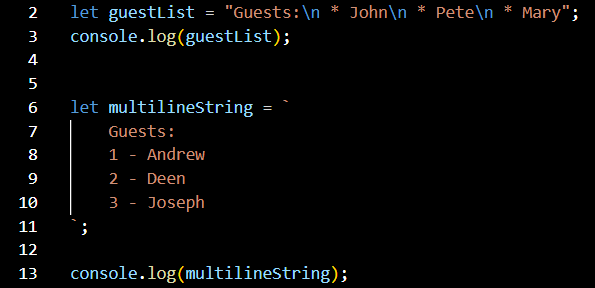 2 let guestList = "Guests:\n * John\n * Pete\n * Mary";
3 console.log(guestList);
4
5
6 let multilineString = `
7     Guests:
8     1 - Andrew
9     2 - Deen
10     3 - Joseph
11 `;
12
13 console.log(multilineString);